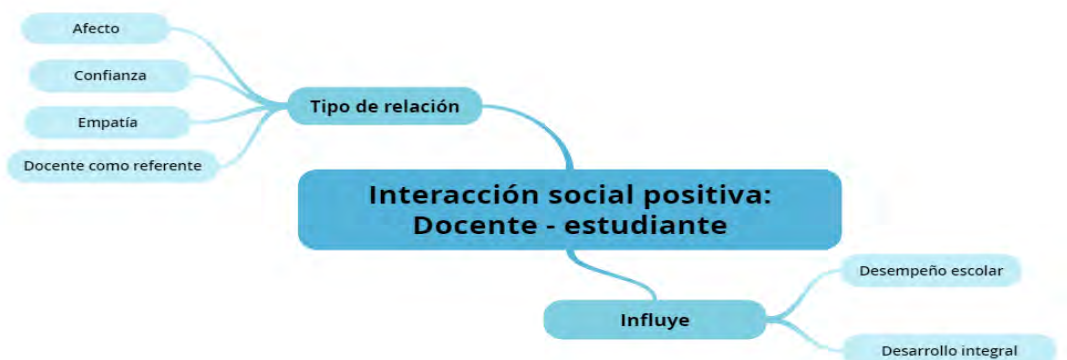 Afecto
Confianza
Empatía
Docente como referente
Tipo de relación
Interacción social positiva:
Docente - estudiante
Influye
Desempeño escolar
Desarrollo integral